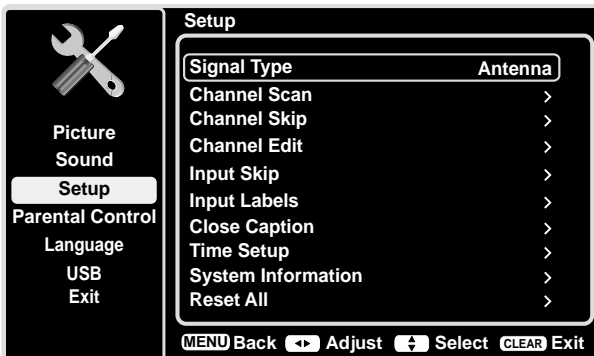 Picture
Sound
Setup
Parental Control
Language
USB
Exit
Setup
Signal Type Antenna
Channel Scan >
Channel Skip >
Channel Edit >
Input Skip >
Input Labels >
Close Caption >
Time Setup >
System Information >
Reset All >
MENU Back Adjust Select CLEAR Exit